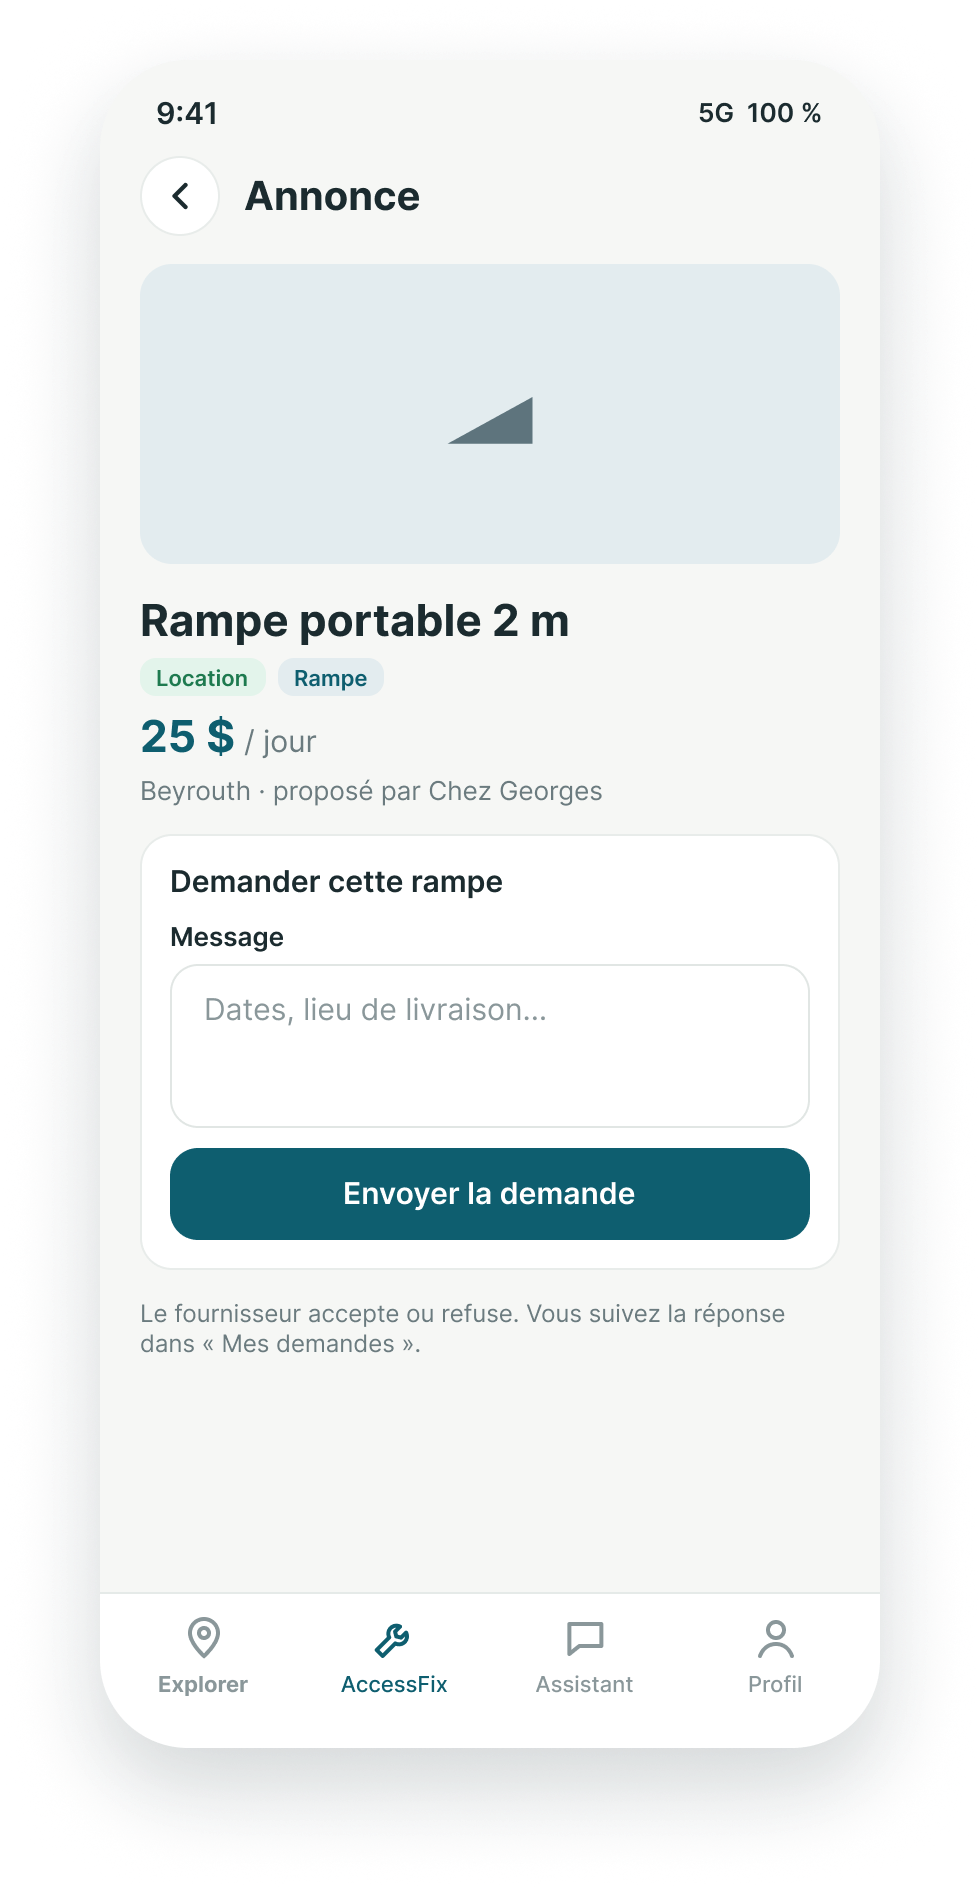 9:41
5G 100 %
Annonce
Rampe portable 2 m
Location
Rampe
25 $ / jour
Beyrouth · proposé par Chez Georges
Demander cette rampe
Message
Dates, lieu de livraison...
Envoyer la demande
Le fournisseur accepte ou refuse. Vous suivez la réponse
dans « Mes demandes ».
Explorer
AccessFix
Assistant
Profil